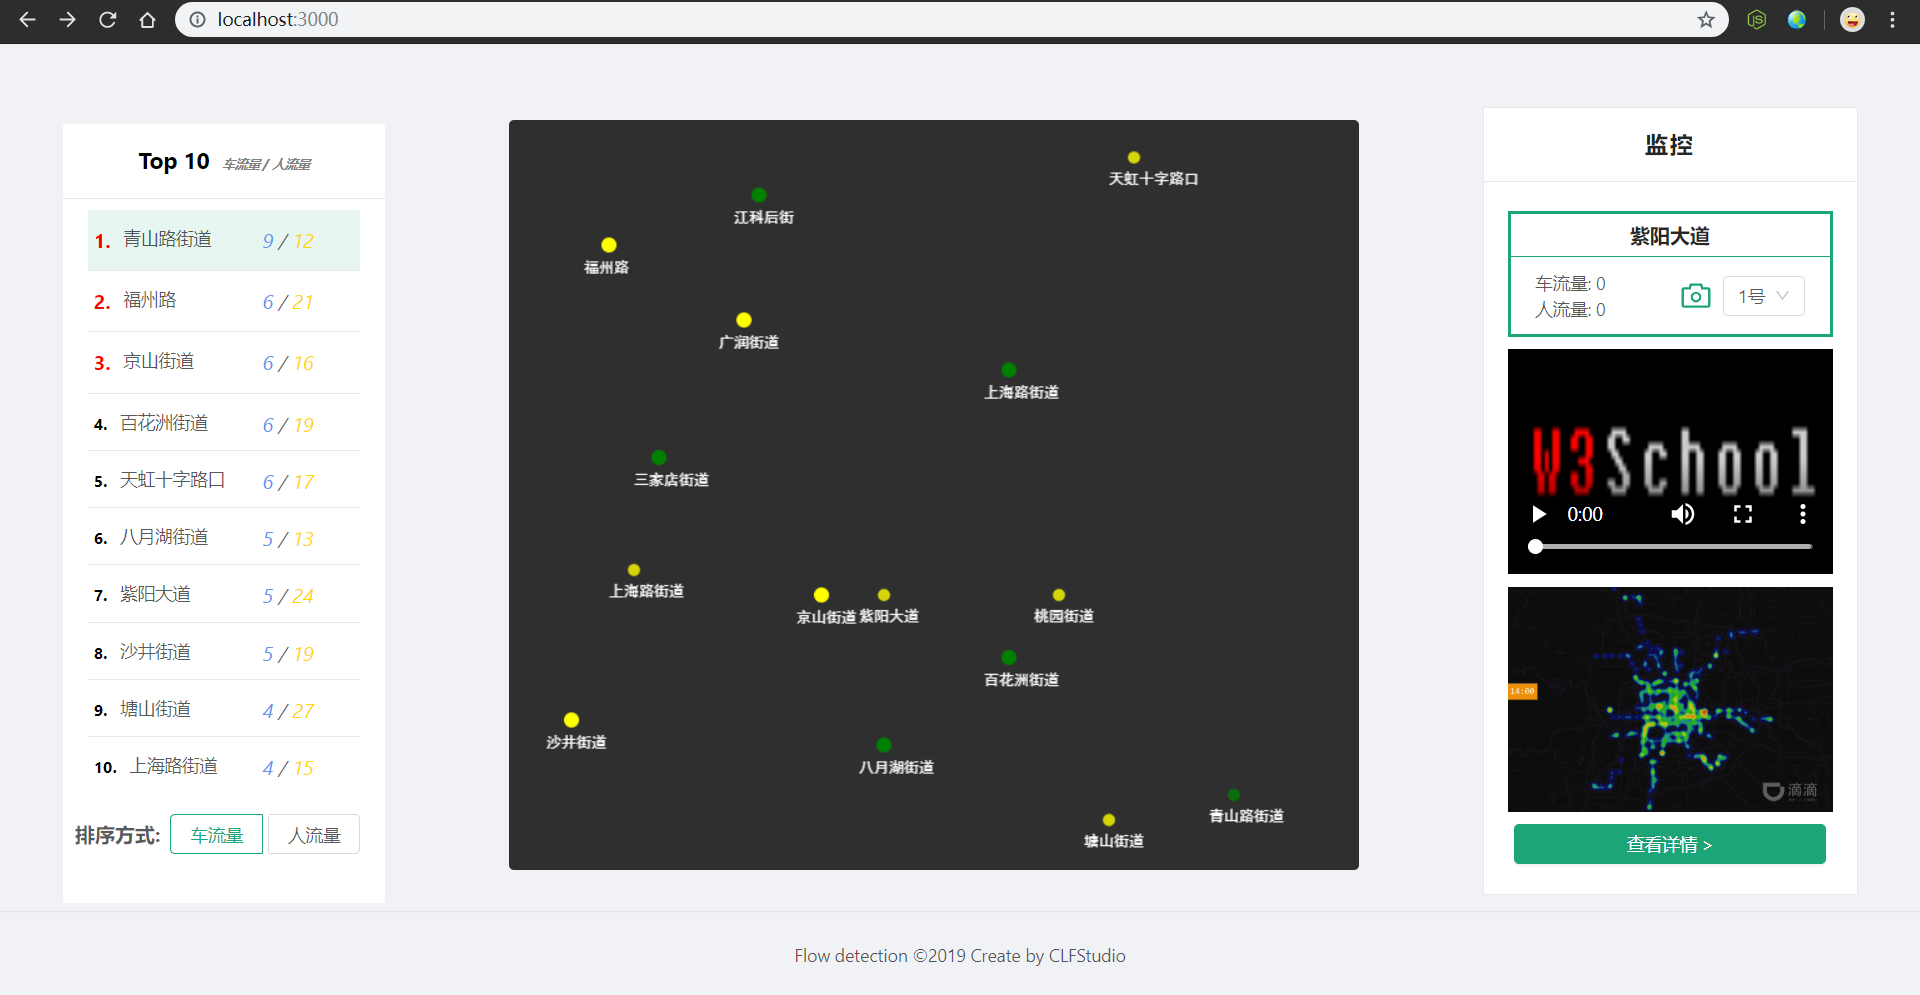 localhost:3000
Top 10 车流量/ 人流量
1. 青山路街道 9 / 12
2. 福州路 6 / 21
3. 京山街道 6 / 16
4. 百花洲街道 6 / 19
5. 天虹十字路口 6 / 17
6. 八月湖街道 5 / 13
7. 紫阳大道 5 / 24
8. 沙井街道 5 / 19
9. 塘山街道 4 / 27
10. 上海路街道 4 / 15
排序方式: 车流量 人流量
天虹十字路口
江科后街
福州路
广润街道
上海路街道
三家店街道
上海路街道
京山街道 紫阳大道 桃园街道
百花洲街道
沙井街道
八月湖街道
青山路街道
塘山街道
监控
紫阳大道
车流量: 0
人流量: 0
1号
W3School
0:00
14:00
滴滴
查看详情 >
Flow detection ©2019 Create by CLFStudio